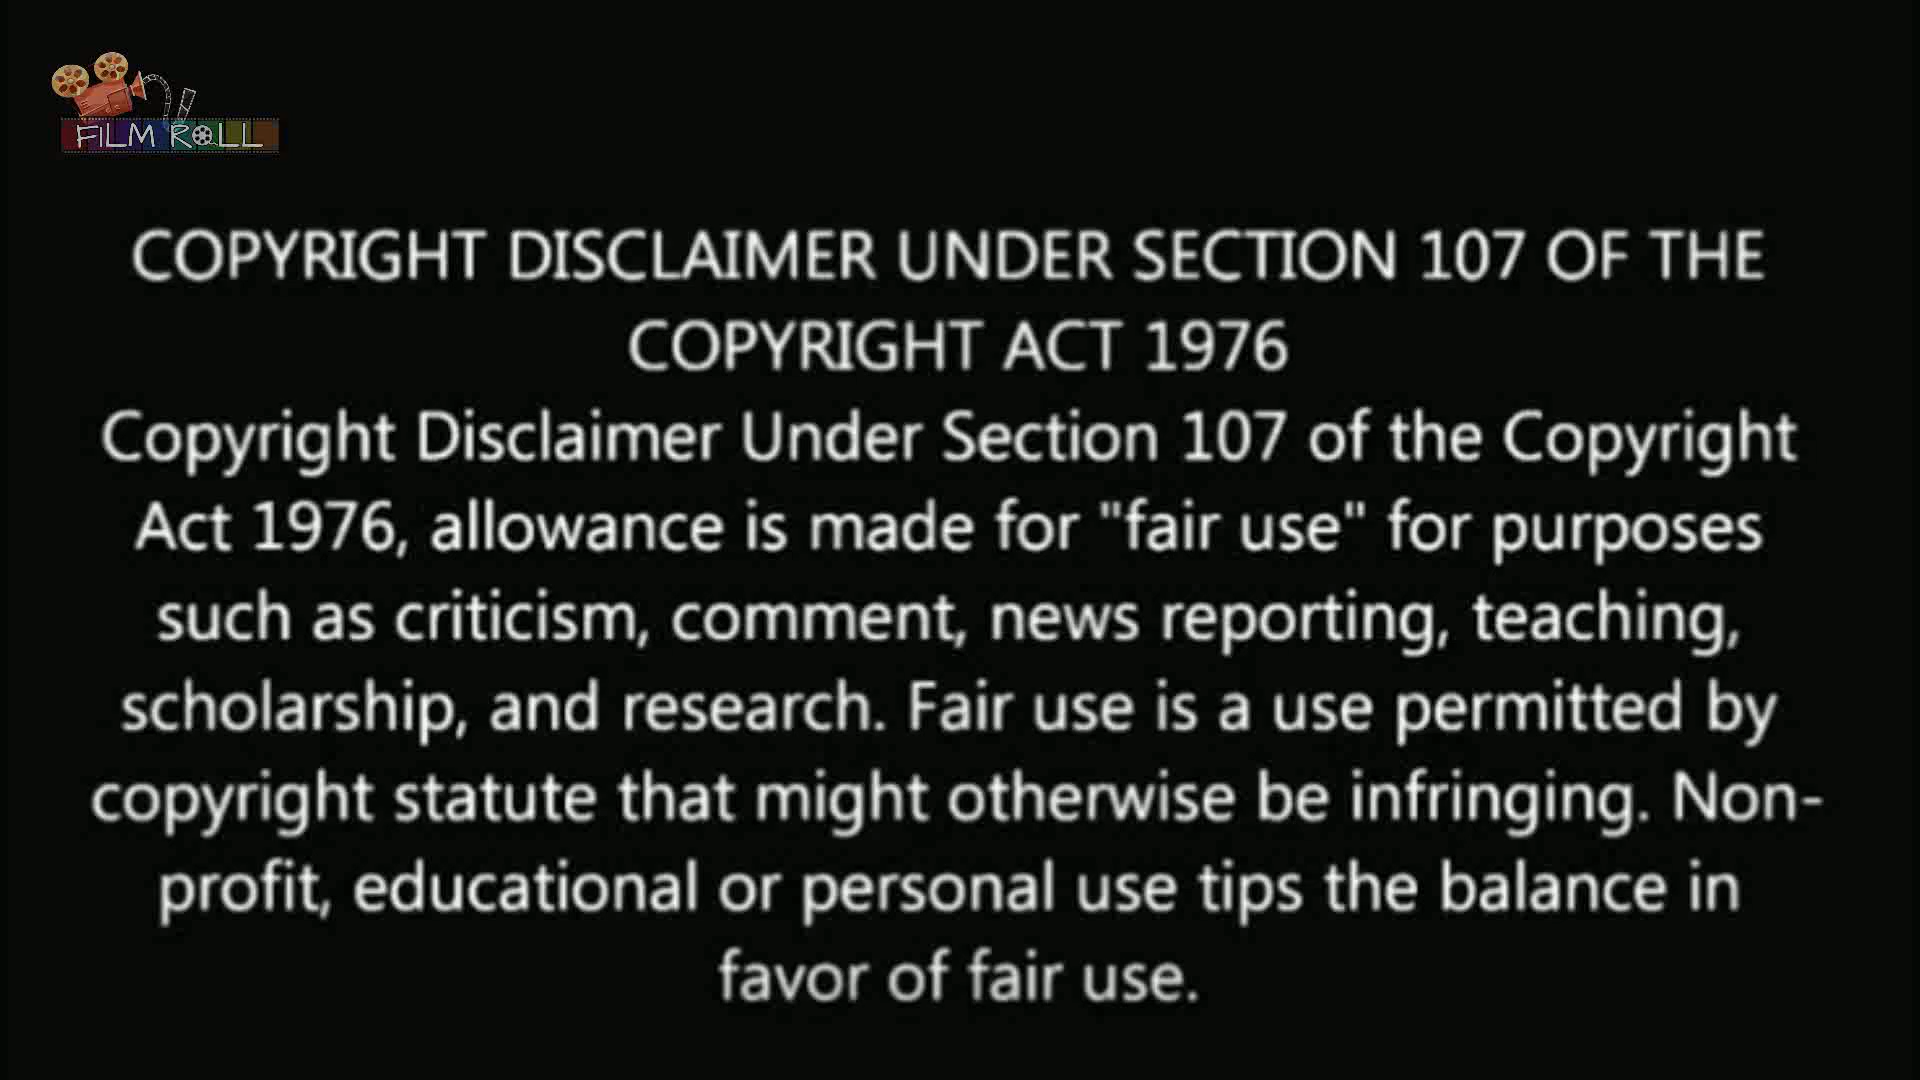 FILM ROLL
COPYRIGHT DISCLAIMER UNDER SECTION 107 OF THE
COPYRIGHT ACT 1976
Copyright Disclaimer Under Section 107 of the Copyright
Act 1976, allowance is made for "fair use" for purposes
such as criticism, comment, news reporting, teaching,
scholarship, and research. Fair use is a use permitted by
copyright statute that might otherwise be infringing. Non-
profit, educational or personal use tips the balance in
favor of fair use.